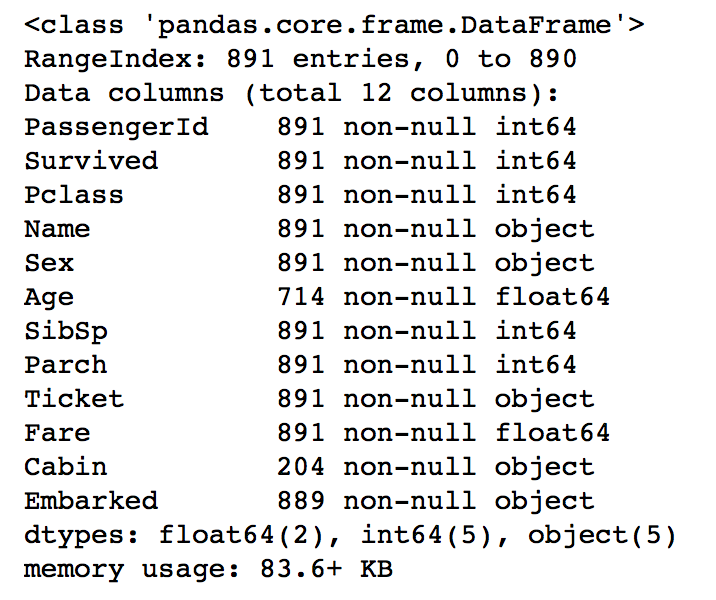 <class 'pandas.core.frame.DataFrame'>
RangeIndex: 891 entries, 0 to 890
Data columns (total 12 columns):
PassengerId    891 non-null int64
Survived       891 non-null int64
Pclass         891 non-null int64
Name           891 non-null object
Sex            891 non-null object
Age            714 non-null float64
SibSp          891 non-null int64
Parch          891 non-null int64
Ticket         891 non-null object
Fare           891 non-null float64
Cabin          204 non-null object
Embarked       889 non-null object
dtypes: float64(2), int64(5), object(5)
memory usage: 83.6+ KB